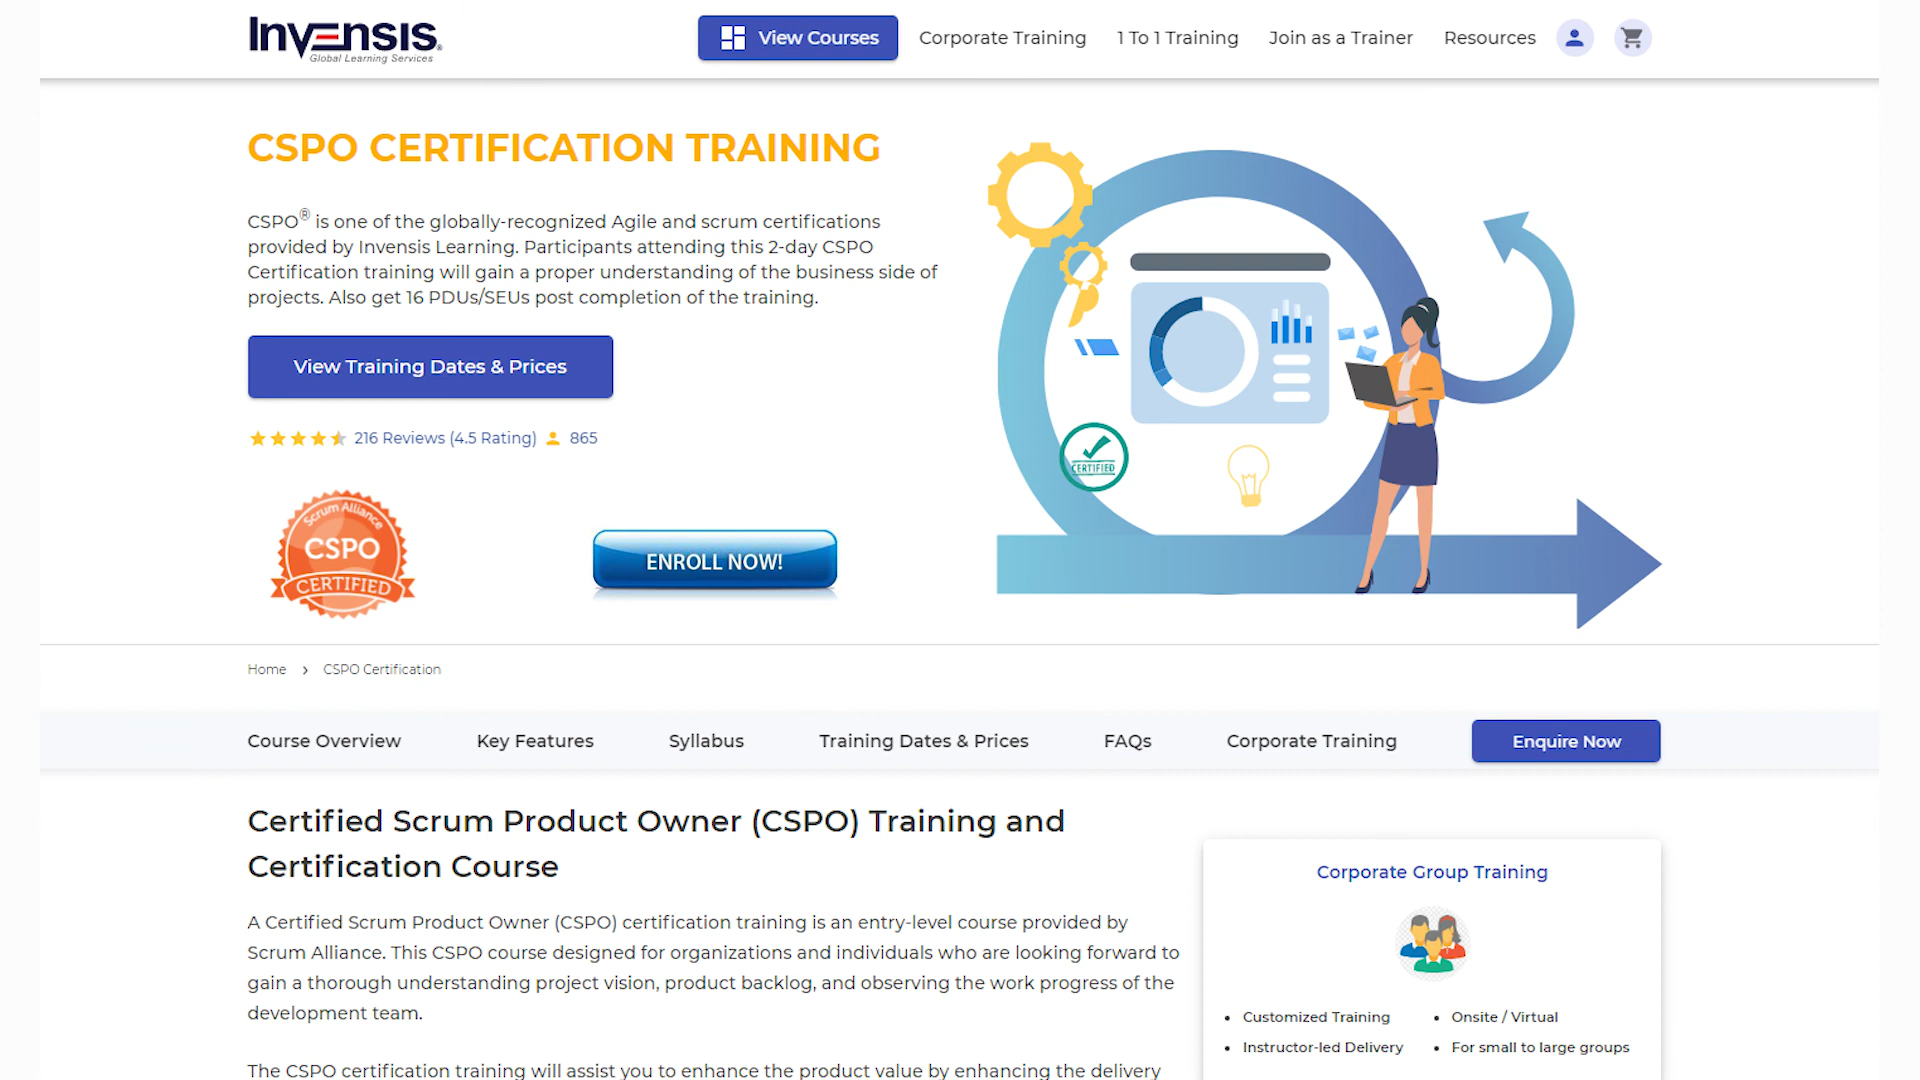 Invensis
Global Learning Services
View Courses
Corporate Training
1 To 1 Training
Join as a Trainer
Resources
CSPO CERTIFICATION TRAINING
CSPO® is one of the globally-recognized Agile and scrum certifications
provided by Invensis Learning. Participants attending this 2-day CSPO
Certification training will gain a proper understanding of the business side of
projects. Also get 16 PDUs/SEUs post completion of the training.
View Training Dates & Prices
216 Reviews (4.5 Rating) 865
Scrum Alliance
CSPO
CERTIFIED
ENROLL NOW!
CERTIFIED
Home › CSPO Certification
Course Overview
Key Features
Syllabus
Training Dates & Prices
FAQs
Corporate Training
Enquire Now
Certified Scrum Product Owner (CSPO) Training and
Certification Course
A Certified Scrum Product Owner (CSPO) certification training is an entry-level course provided by
Scrum Alliance. This CSPO course designed for organizations and individuals who are looking forward to
gain a thorough understanding project vision, product backlog, and observing the work progress of the
development team.
The CSPO certification training will assist you to enhance the product value by enhancing the delivery
Corporate Group Training
• Customized Training
• Onsite / Virtual
• Instructor-led Delivery
• For small to large groups